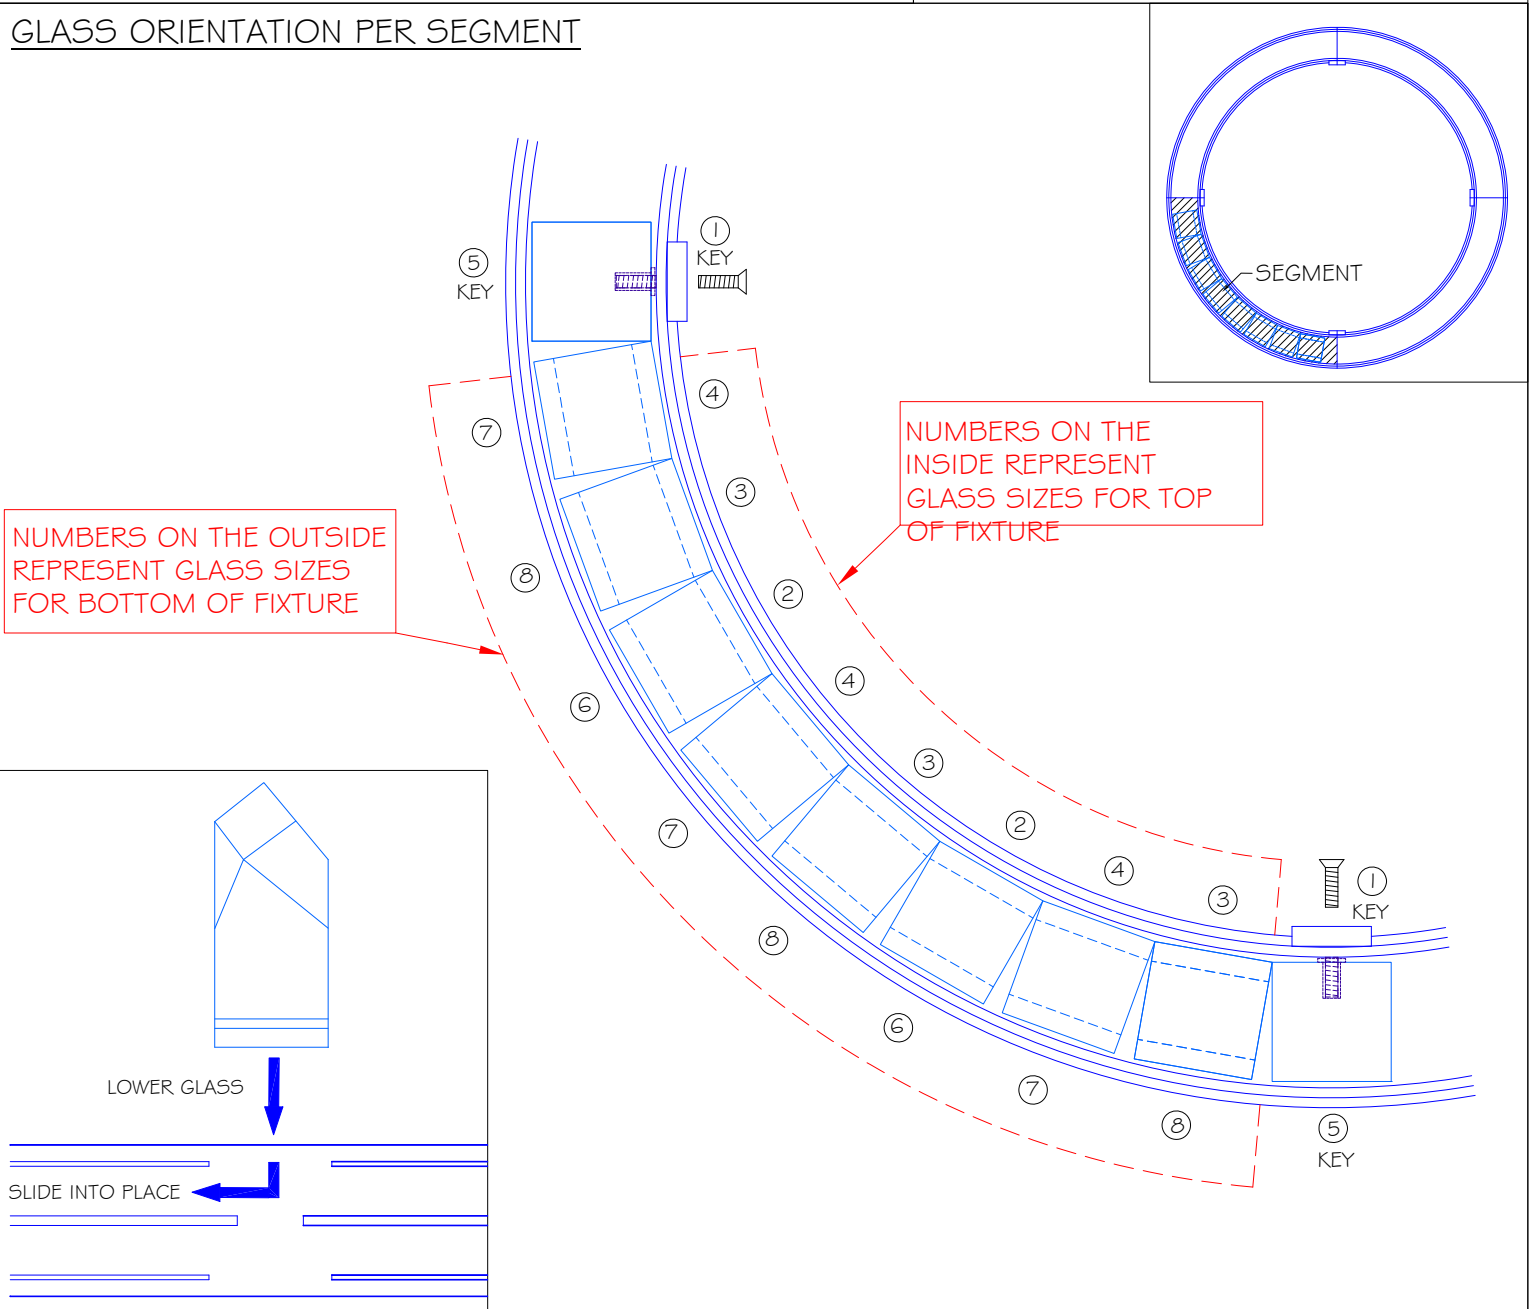 GLASS ORIENTATION PER SEGMENT
SEGMENT
1
KEY
5
KEY
4
7
NUMBERS ON THE
INSIDE REPRESENT
GLASS SIZES FOR TOP
OF FIXTURE
3
NUMBERS ON THE OUTSIDE
REPRESENT GLASS SIZES
FOR BOTTOM OF FIXTURE
8
2
6
4
3
7
2
4
8
3
1
KEY
6
7
8
5
KEY
LOWER GLASS
SLIDE INTO PLACE